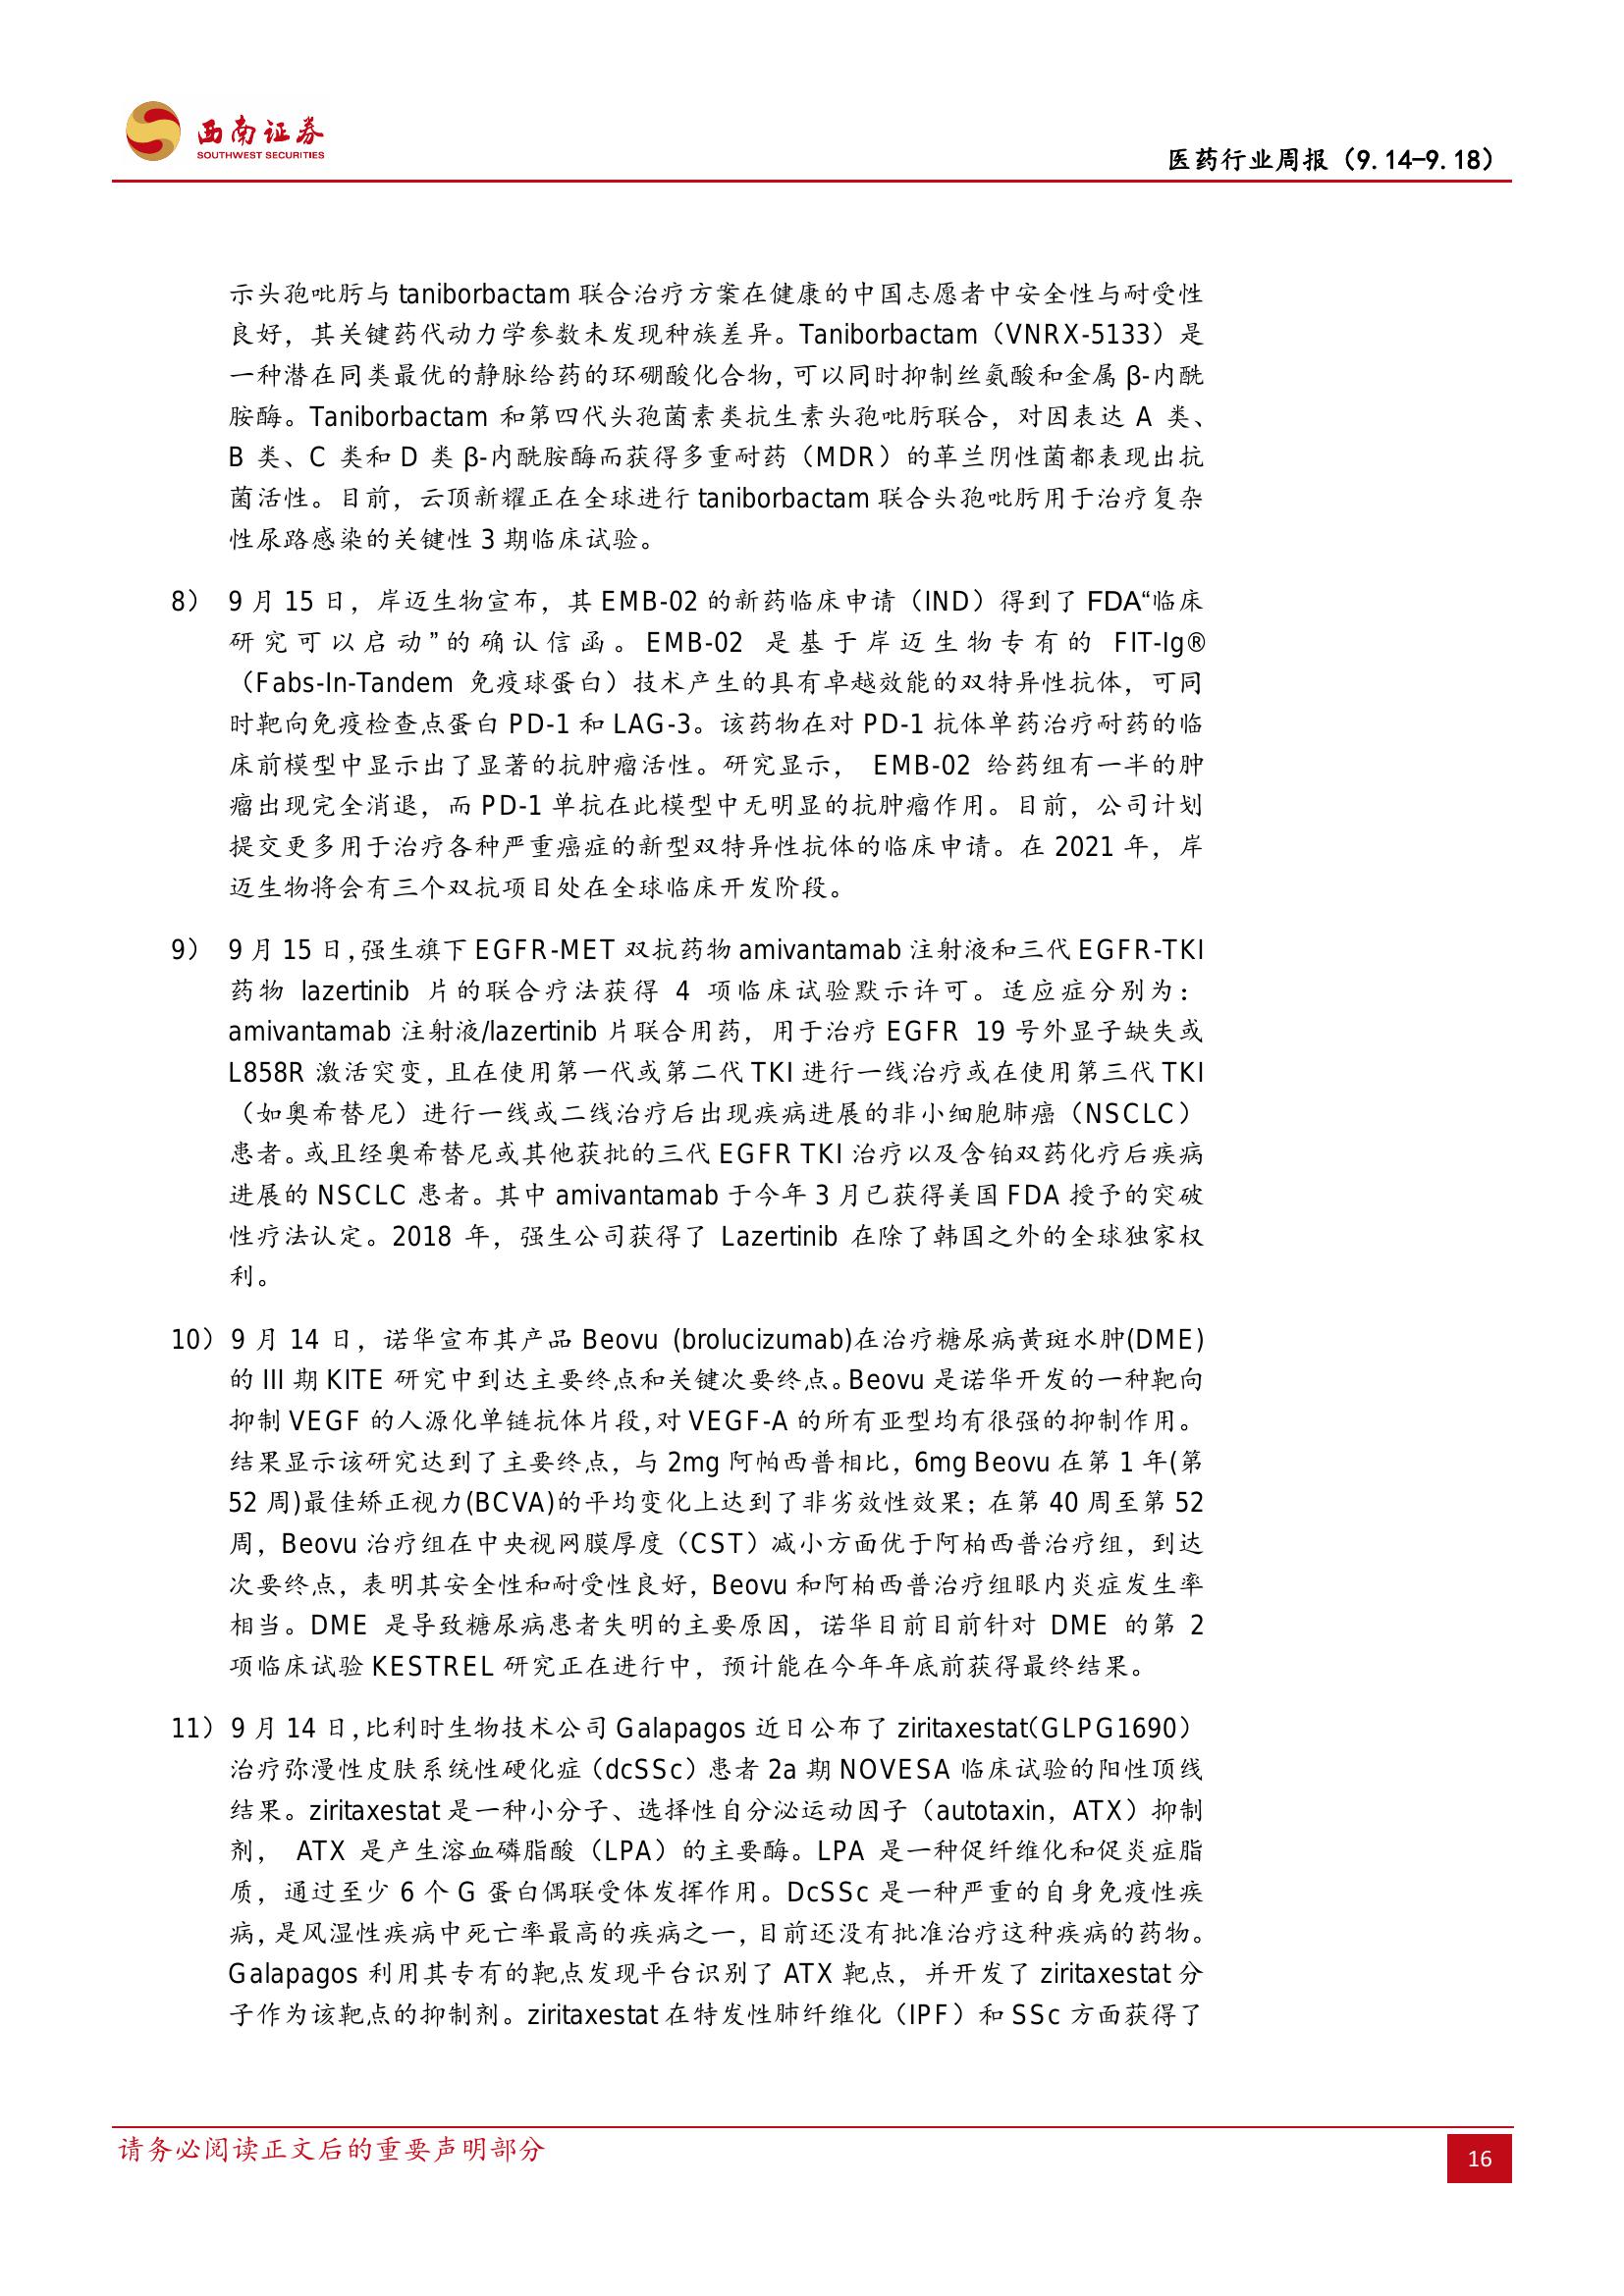 西南证券
SOUTHWEST SECURITIES
医药行业周报（9.14-9.18）
示头孢吡肟与 taniborbactam 联合治疗方案在健康的中国志愿者中安全性与耐受性
良好，其关键药代动力学参数未发现种族差异。Taniborbactam（VNRX-5133）是
一种潜在同类最优的静脉给药的环硼酸化合物，可以同时抑制丝氨酸和金属 β-内酰
胺酶。Taniborbactam 和第四代头孢菌素类抗生素头孢吡肟联合，对因表达 A 类、
B 类、C 类和 D 类 β-内酰胺酶而获得多重耐药（MDR）的革兰阴性菌都表现出抗
菌活性。目前，云顶新耀正在全球进行 taniborbactam 联合头孢吡肟用于治疗复杂
性尿路感染的关键性 3 期临床试验。
8） 9 月 15 日，岸迈生物宣布，其 EMB-02 的新药临床申请（IND）得到了 FDA“临床
研究可以启动”的确认信函。EMB-02 是基于岸迈生物专有的 FIT-Ig®
（Fabs-In-Tandem 免疫球蛋白）技术产生的具有卓越效能的双特异性抗体，可同
时靶向免疫检查点蛋白 PD-1 和 LAG-3。该药物在对 PD-1 抗体单药治疗耐药的临
床前模型中显示出了显著的抗肿瘤活性。研究显示， EMB-02 给药组有一半的肿
瘤出现完全消退，而 PD-1 单抗在此模型中无明显的抗肿瘤作用。目前，公司计划
提交更多用于治疗各种严重癌症的新型双特异性抗体的临床申请。在 2021 年，岸
迈生物将会有三个双抗项目处在全球临床开发阶段。
9） 9 月 15 日，强生旗下 EGFR-MET 双抗药物 amivantamab 注射液和三代 EGFR-TKI
药物 lazertinib 片的联合疗法获得 4 项临床试验默示许可。适应症分别为：
amivantamab 注射液/lazertinib 片联合用药，用于治疗 EGFR 19 号外显子缺失或
L858R 激活突变，且在使用第一代或第二代 TKI 进行一线治疗或在使用第三代 TKI
（如奥希替尼）进行一线或二线治疗后出现疾病进展的非小细胞肺癌（NSCLC）
患者。或且经奥希替尼或其他获批的三代 EGFR TKI 治疗以及含铂双药化疗后疾病
进展的 NSCLC 患者。其中 amivantamab 于今年 3 月已获得美国 FDA 授予的突破
性疗法认定。2018 年，强生公司获得了 Lazertinib 在除了韩国之外的全球独家权
利。
10） 9 月 14 日，诺华宣布其产品 Beovu (brolucizumab)在治疗糖尿病黄斑水肿(DME)
的 III 期 KITE 研究中到达主要终点和关键次要终点。Beovu 是诺华开发的一种靶向
抑制 VEGF 的人源化单链抗体片段，对 VEGF-A 的所有亚型均有很强的抑制作用。
结果显示该研究达到了主要终点，与 2mg 阿帕西普相比，6mg Beovu 在第 1 年(第
52 周)最佳矫正视力(BCVA)的平均变化上达到了非劣效性效果；在第 40 周至第 52
周，Beovu 治疗组在中央视网膜厚度（CST）减小方面优于阿柏西普治疗组，到达
次要终点，表明其安全性和耐受性良好，Beovu 和阿柏西普治疗组眼内炎症发生率
相当。DME 是导致糖尿病患者失明的主要原因，诺华目前目前针对 DME 的第 2
项临床试验 KESTREL 研究正在进行中，预计能在今年年底前获得最终结果。
11） 9 月 14 日，比利时生物技术公司 Galapagos 近日公布了 ziritaxestat（GLPG1690）
治疗弥漫性皮肤系统性硬化症（dcSSc）患者 2a 期 NOVESA 临床试验的阳性顶线
结果。ziritaxestat 是一种小分子、选择性自分泌运动因子（autotaxin，ATX）抑制
剂， ATX 是产生溶血磷脂酸（LPA）的主要酶。LPA 是一种促纤维化和促炎症脂
质，通过至少 6 个 G 蛋白偶联受体发挥作用。DcSSc 是一种严重的自身免疫性疾
病，是风湿性疾病中死亡率最高的疾病之一，目前还没有批准治疗这种疾病的药物。
Galapagos 利用其专有的靶点发现平台识别了 ATX 靶点，并开发了 ziritaxestat 分
子作为该靶点的抑制剂。ziritaxestat 在特发性肺纤维化（IPF）和 SSc 方面获得了
请务必阅读正文后的重要声明部分
16